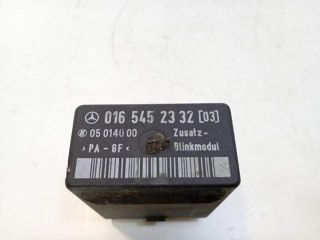 016 545 23 32 [03]
05 0140 00 Zusatz-
>PA-GF< Blinkmodul